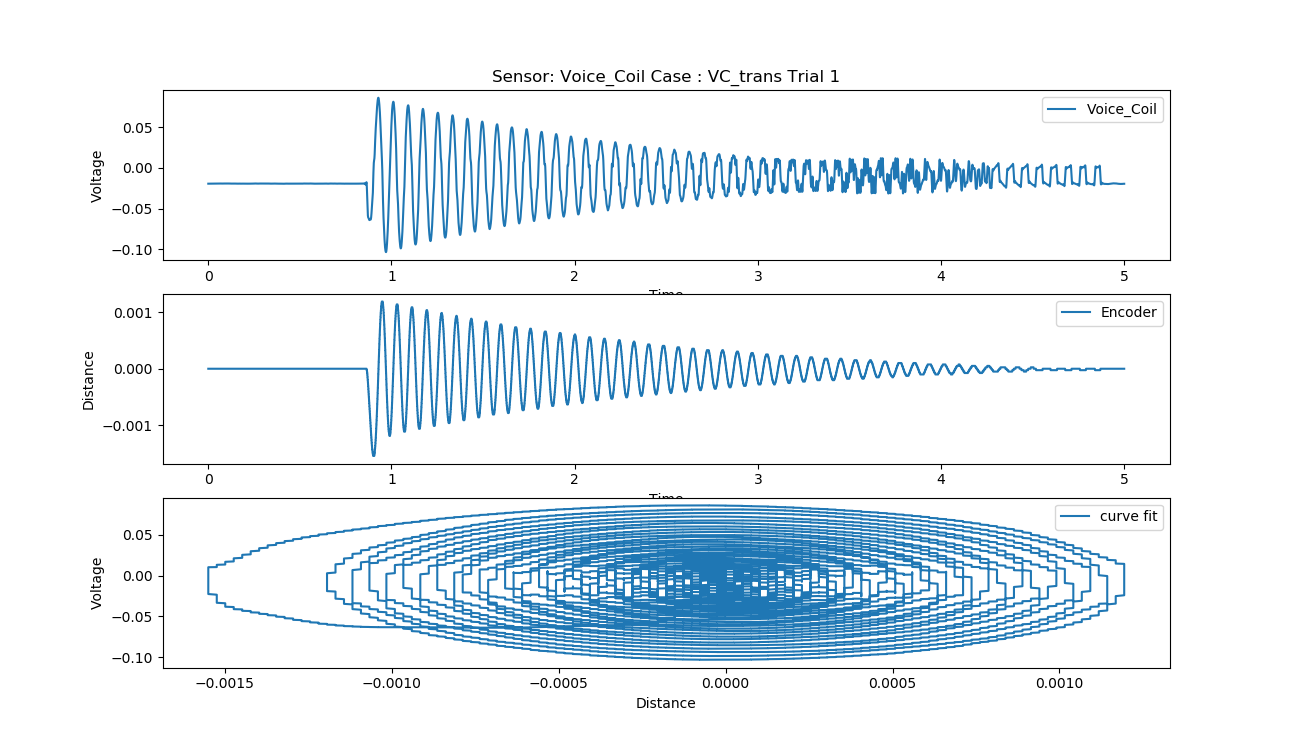 Sensor: Voice_Coil Case : VC_trans Trial 1
Voice_Coil
Voltage
0.05
0.00
−0.05
−0.10
0 1 2 3 4 5
Time
Encoder
Distance
0.001
0.000
−0.001
0 1 2 3 4 5
Time
curve fit
Voltage
0.05
0.00
−0.05
−0.10
−0.0015 −0.0010 −0.0005 0.0000 0.0005 0.0010
Distance